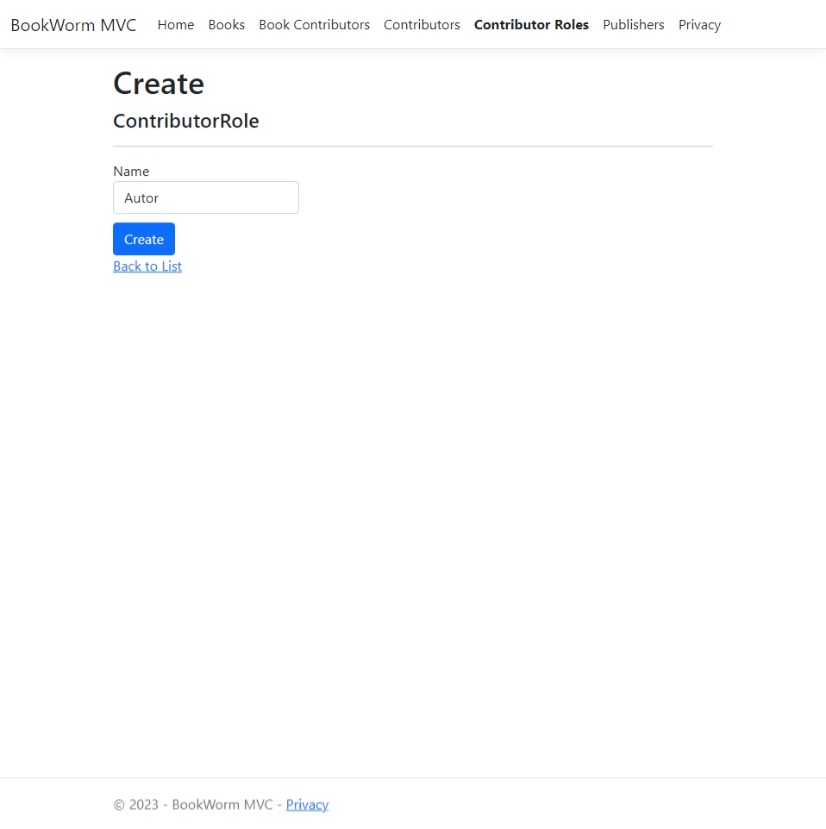 BookWorm MVC Home Books Book Contributors Contributors Contributor Roles Publishers Privacy
Create
ContributorRole
Name
Autor
Create
Back to List
© 2023 - BookWorm MVC - Privacy